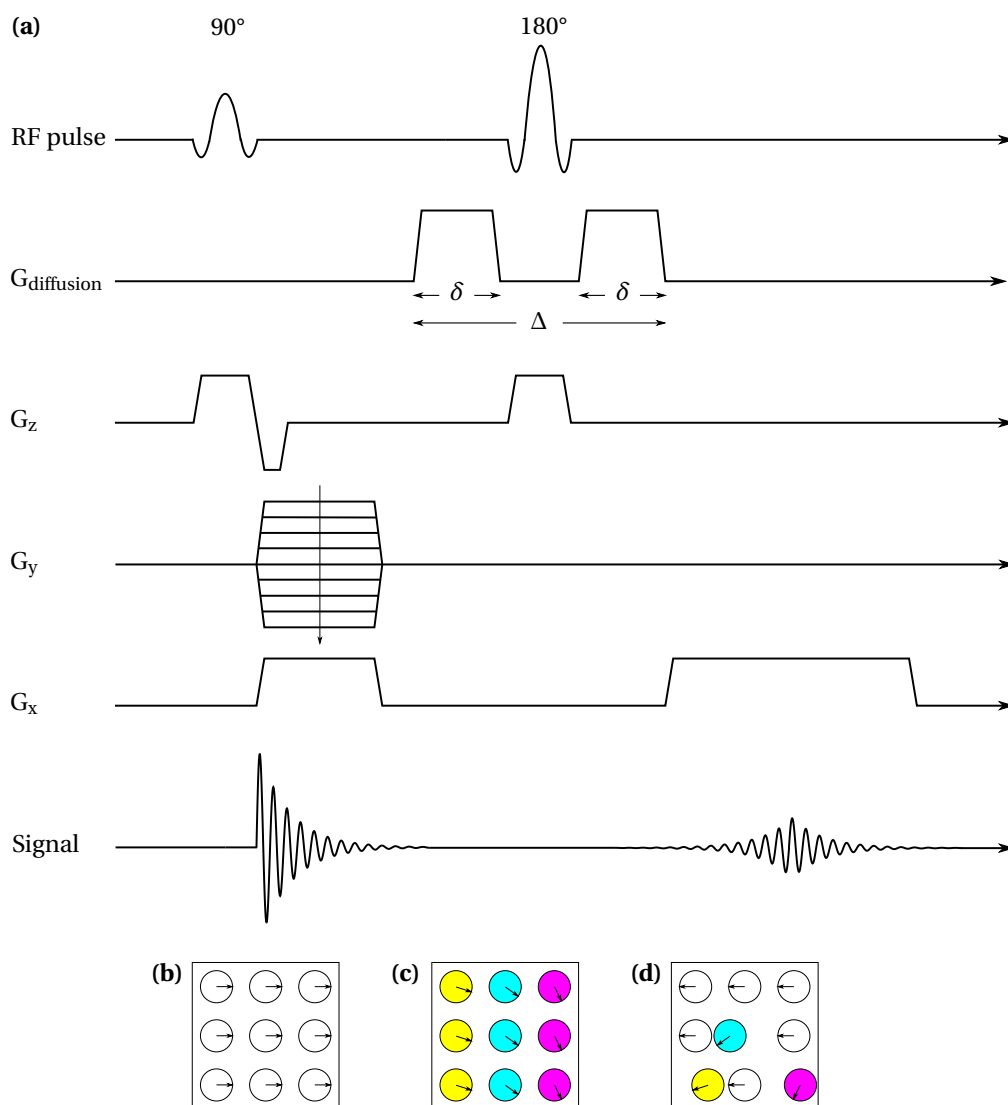 (a)
90°
180°
RF pulse
G_diffusion
δ
δ
Δ
G_z
G_y
G_x
Signal
(b)
(c)
(d)